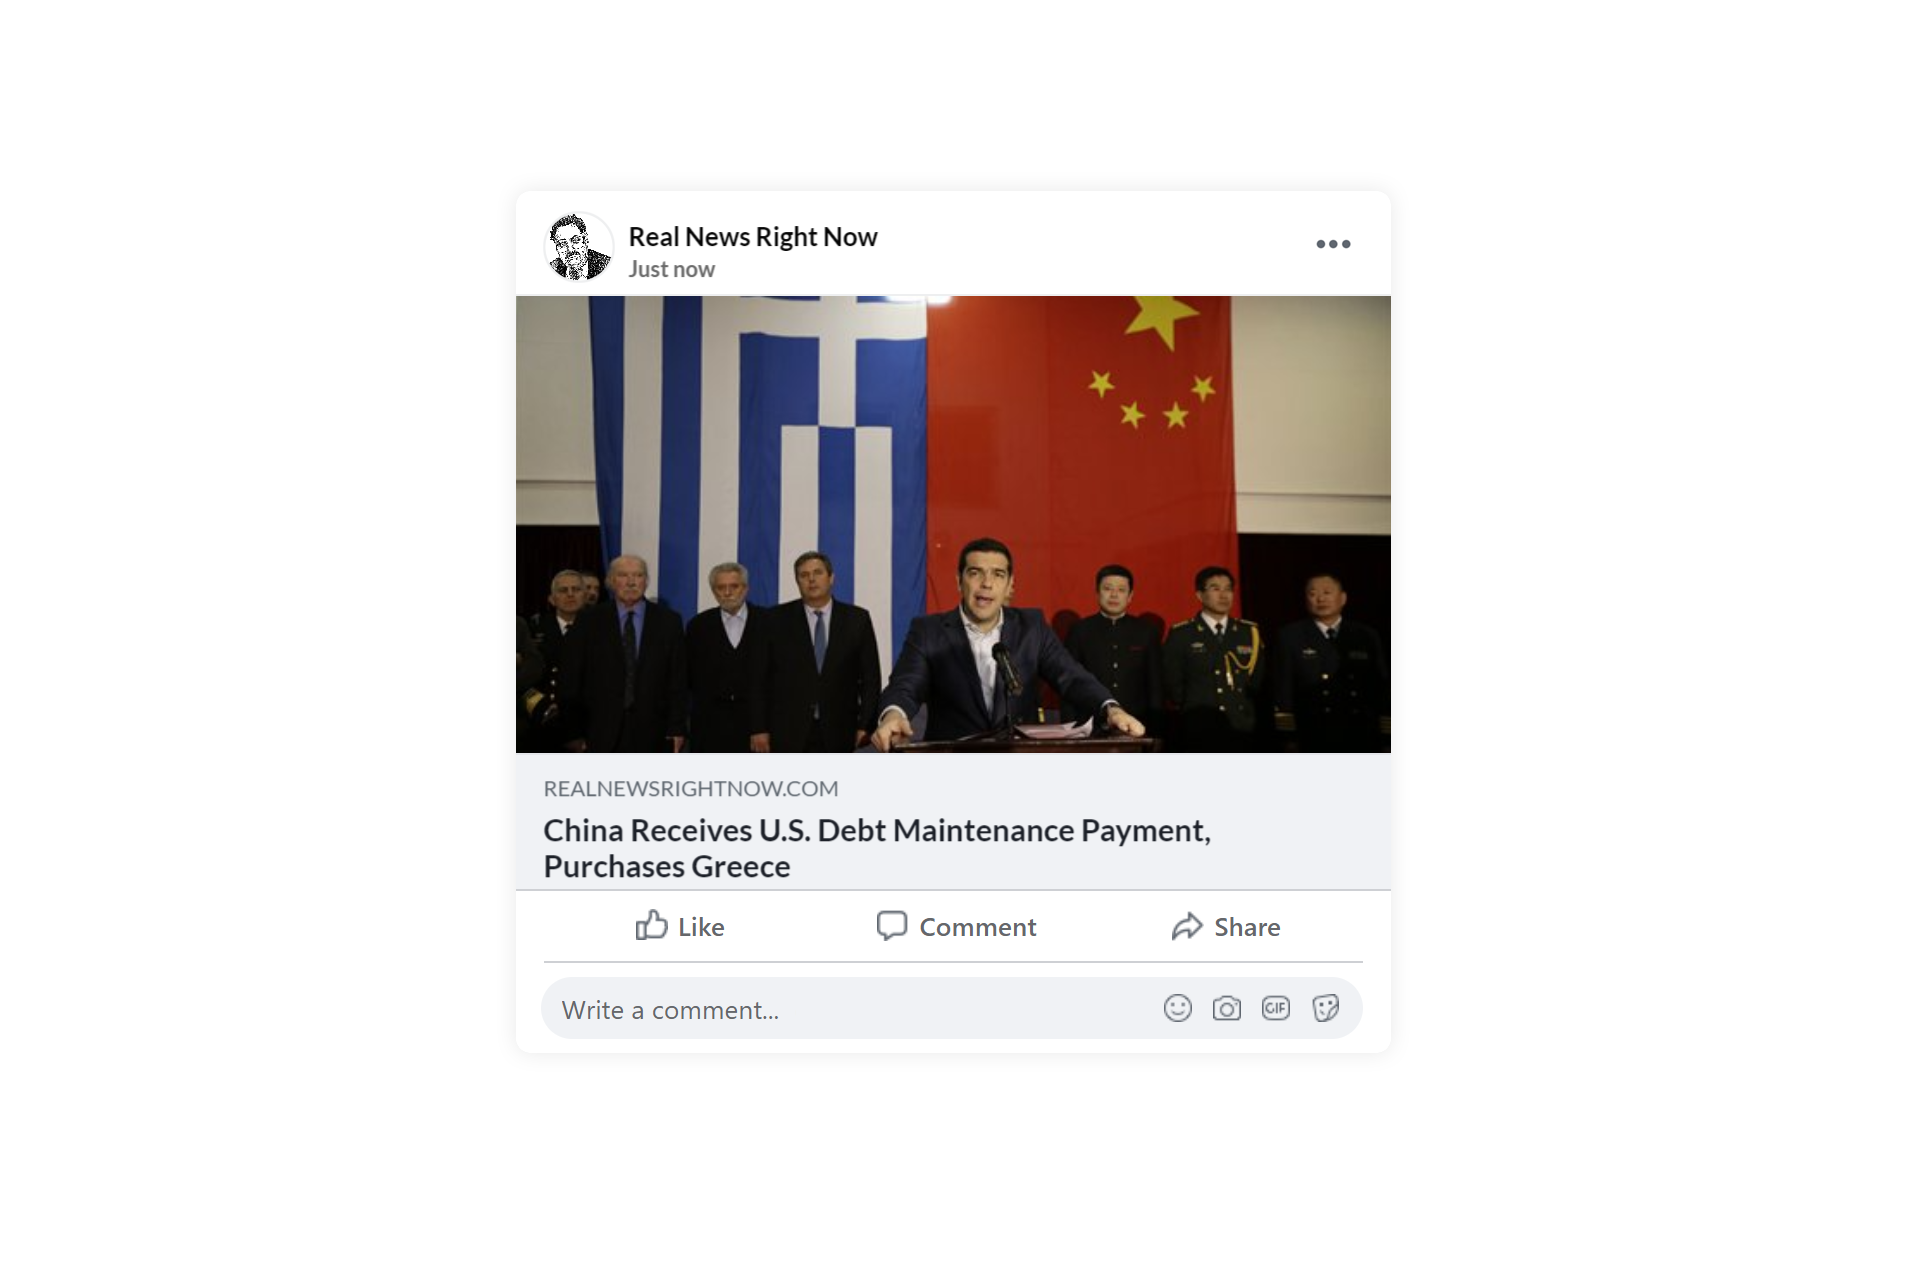 Real News Right Now
Just now
REALNEWSRIGHTNOW.COM
China Receives U.S. Debt Maintenance Payment,
Purchases Greece
Like Comment Share
Write a comment...
GIF